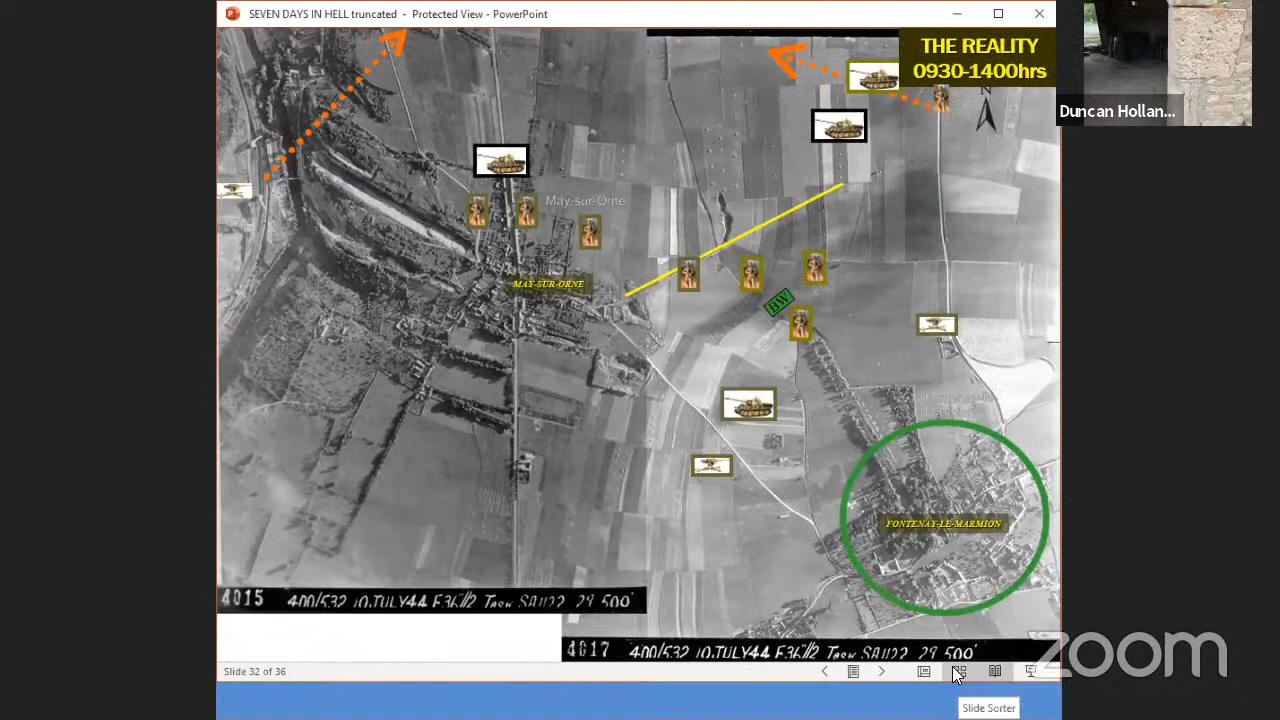 SEVEN DAYS IN HELL truncated - Protected View - PowerPoint
THE REALITY
0930-1400hrs
N
Duncan Hollan...
May-sur-Orne
MAY-SUR-ORNE
BW
FONTENAY-LE-MARMION
4015 400/532 10.JULY44 F36"//2 TASK SA1122 29,500'
4017 400/532 10.JULY44 F.36"//2 TASK SA1122 29,500'
Slide 32 of 36
zoom
Slide Sorter